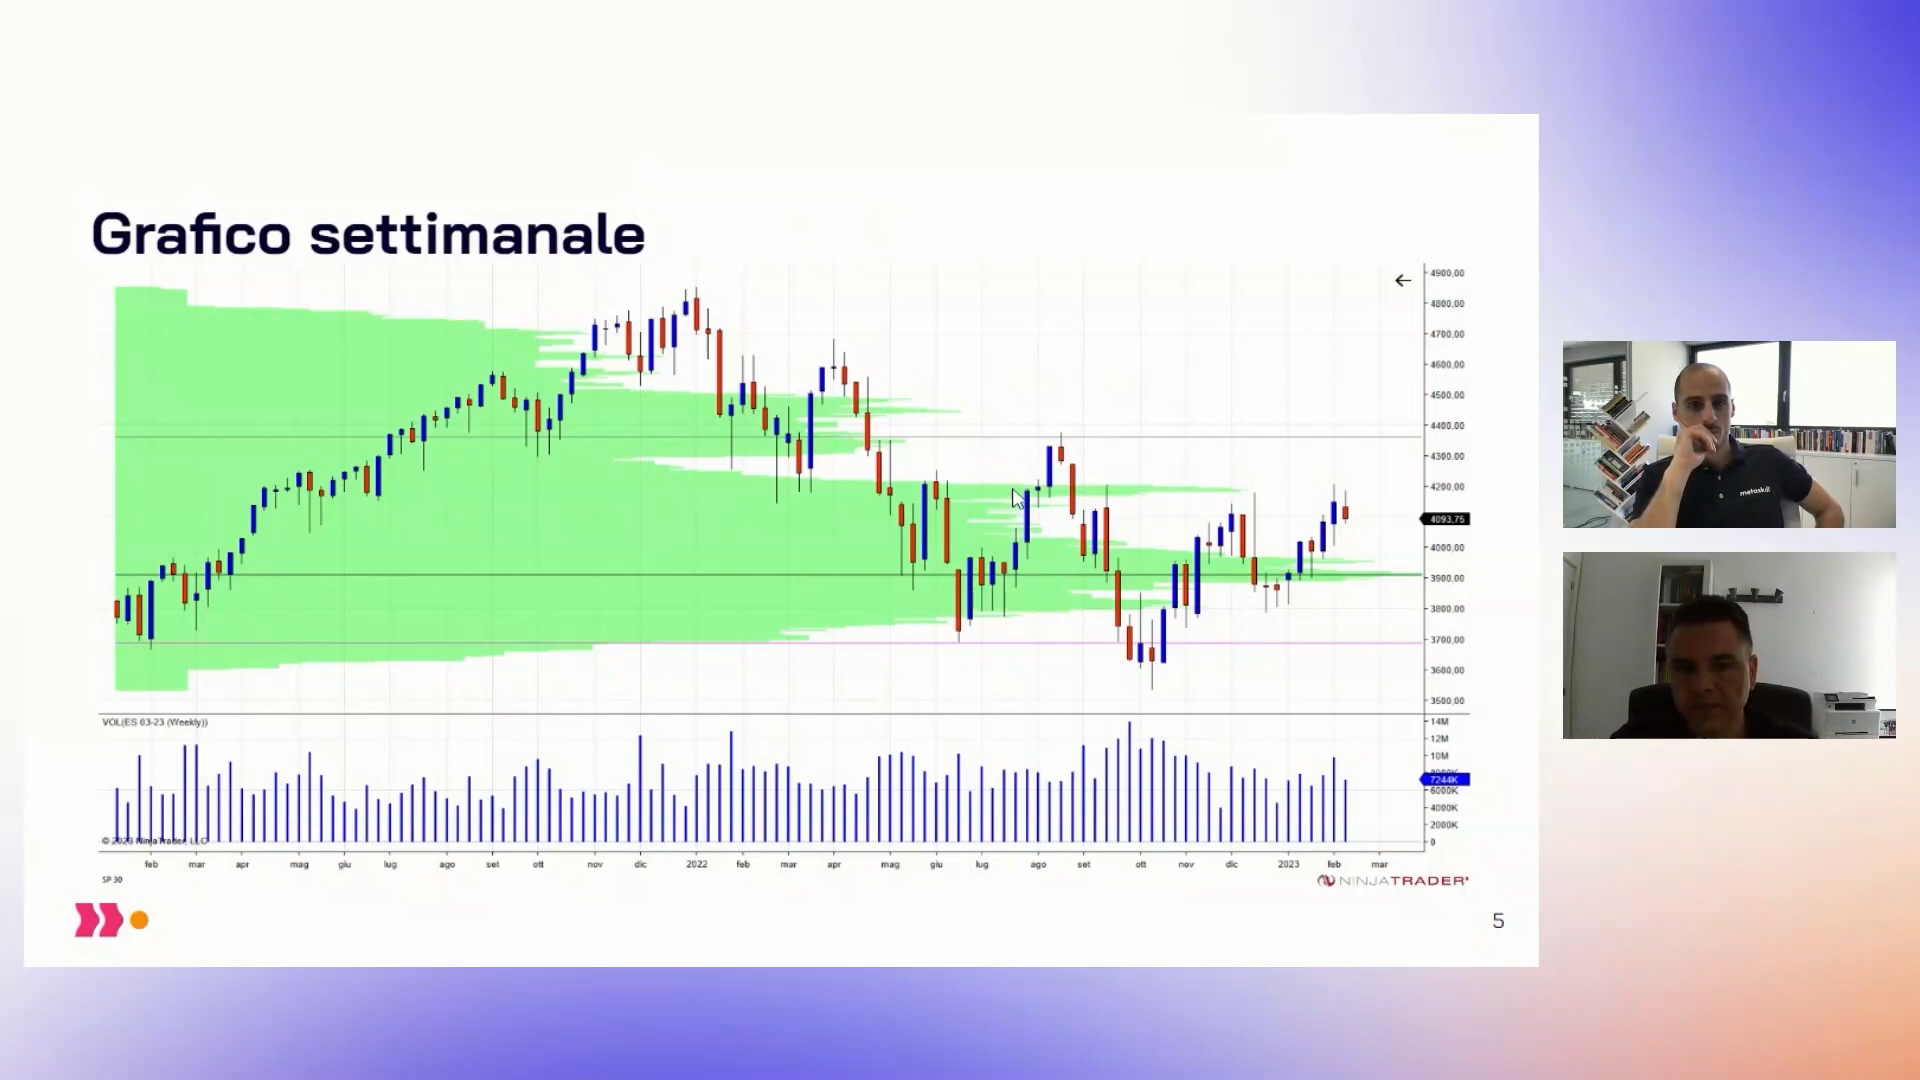 Grafico settimanale
4900,00
4800,00
4700,00
4600,00
4500,00
4400,00
4300,00
4200,00
4093,75
4000,00
3900,00
3800,00
3700,00
3600,00
3500,00
VOL(ES 03-23 (Weekly))
14M
12M
10M
7244K
6000K
4000K
2000K
0
© 2023 NinjaTrader, LLC
feb mar apr mag giu lug ago set ott nov dic 2022 feb mar apr mag giu lug ago set ott nov dic 2023 feb mar
SP 30
NINJATRADER
5
metaskill